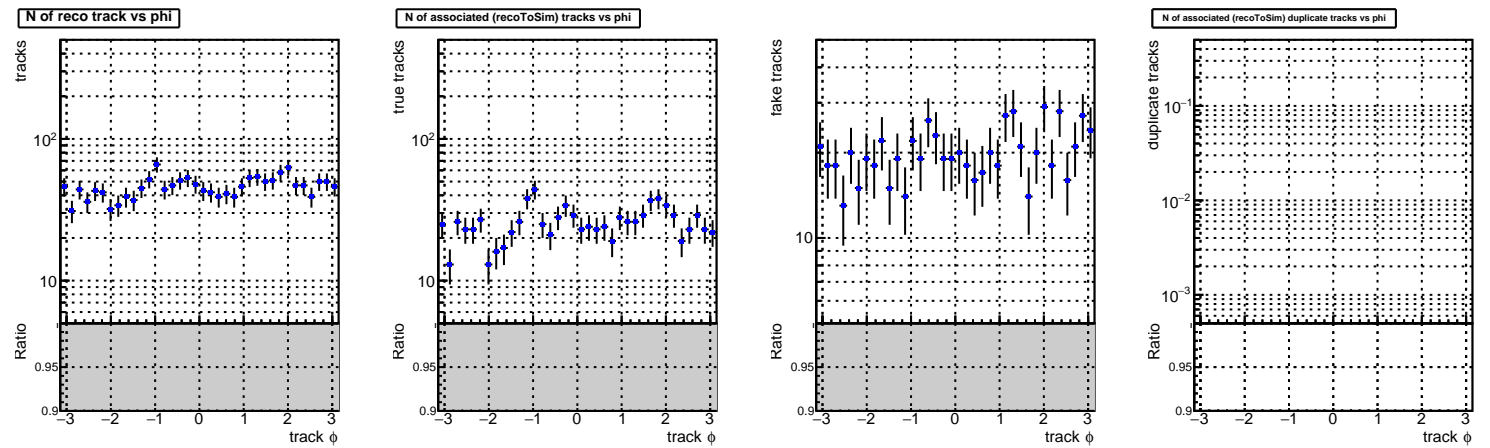 N of reco track vs phi
tracks
10²
10
Ratio
0.95
0.9
−3 −2 −1 0 1 2 3
track ϕ
N of associated (recoToSim) tracks vs phi
true tracks
10²
10
Ratio
0.95
0.9
−3 −2 −1 0 1 2 3
track ϕ
fake tracks
10
Ratio
0.95
0.9
−3 −2 −1 0 1 2 3
track ϕ
N of associated (recoToSim) duplicate tracks vs phi
duplicate tracks
10⁻¹
10⁻²
10⁻³
Ratio
0.95
0.9
−3 −2 −1 0 1 2 3
track ϕ